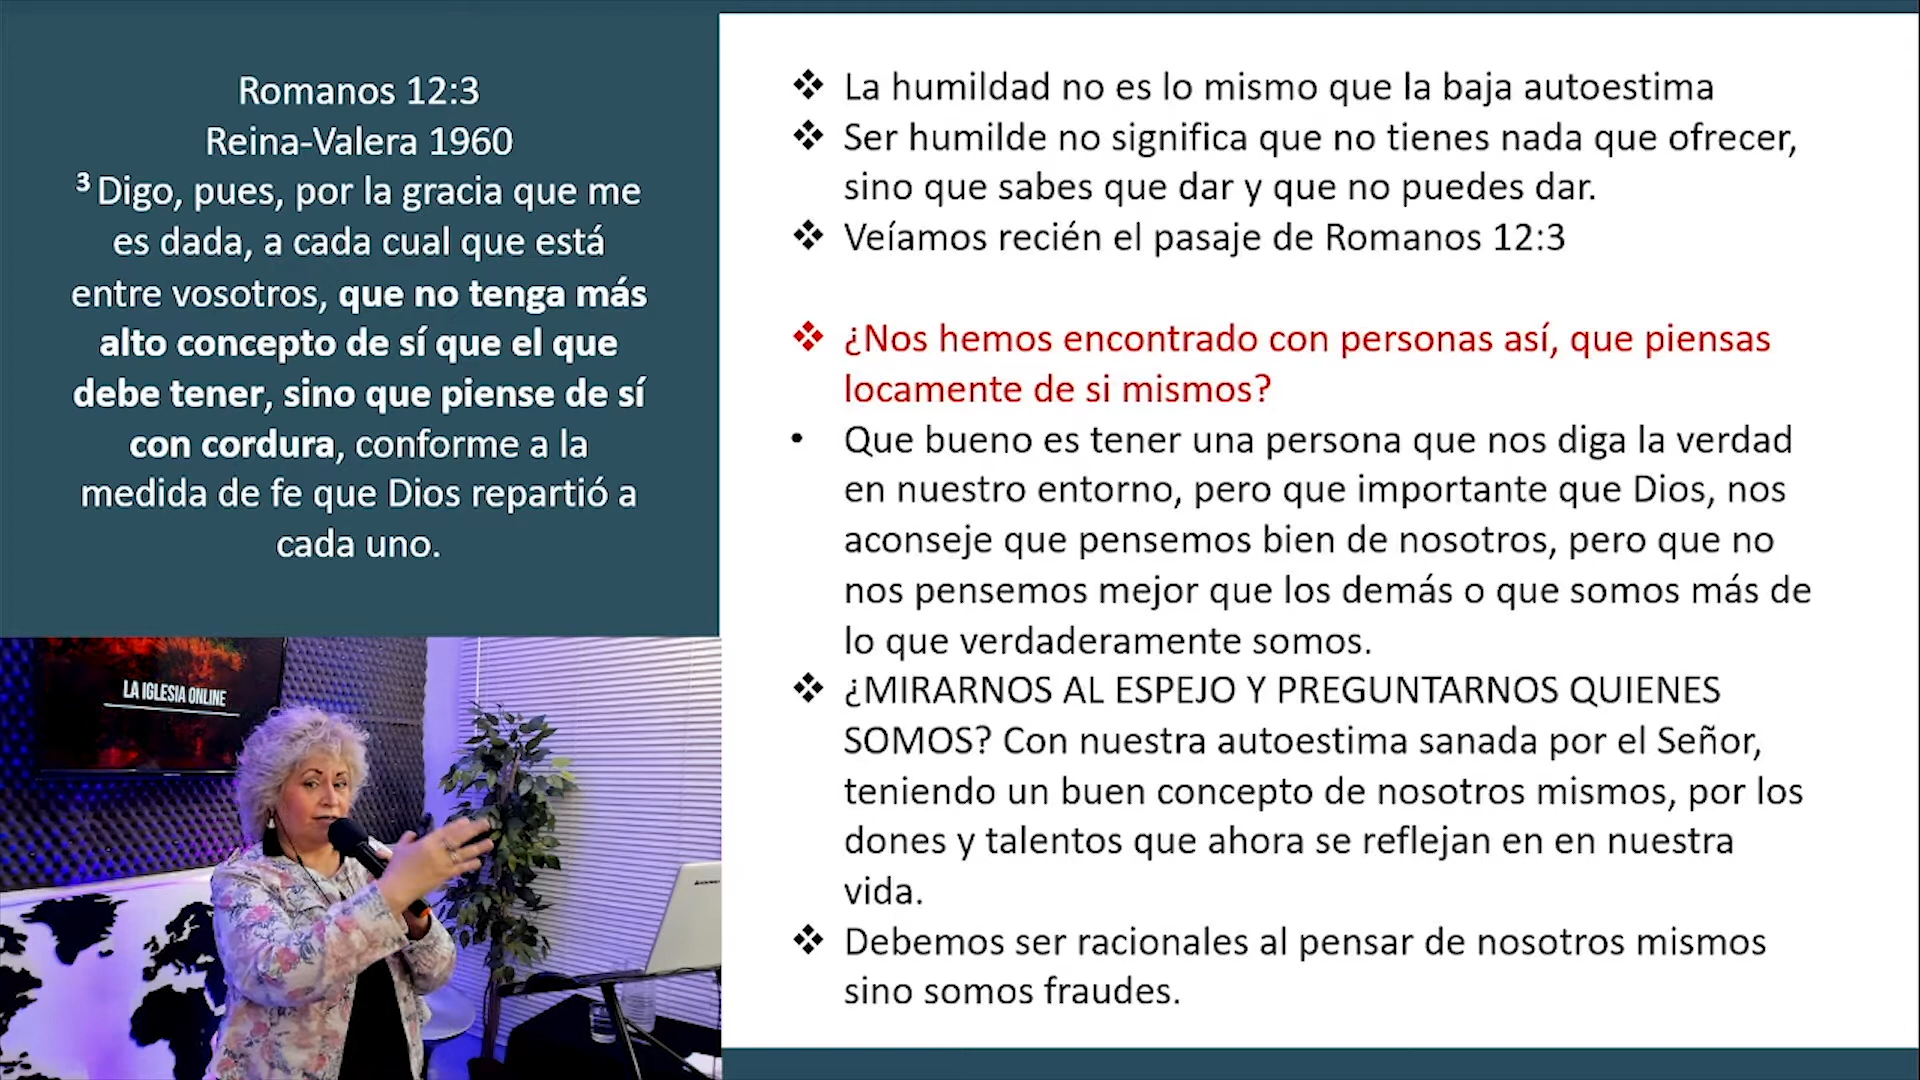 Romanos 12:3
Reina-Valera 1960
³ Digo, pues, por la gracia que me
es dada, a cada cual que está
entre vosotros, que no tenga más
alto concepto de sí que el que
debe tener, sino que piense de sí
con cordura, conforme a la
medida de fe que Dios repartió a
cada uno.
❖ La humildad no es lo mismo que la baja autoestima
❖ Ser humilde no significa que no tienes nada que ofrecer,
sino que sabes que dar y que no puedes dar.
❖ Veíamos recién el pasaje de Romanos 12:3
❖ ¿Nos hemos encontrado con personas así, que piensas
locamente de si mismos?
• Que bueno es tener una persona que nos diga la verdad
en nuestro entorno, pero que importante que Dios, nos
aconseje que pensemos bien de nosotros, pero que no
nos pensemos mejor que los demás o que somos más de
lo que verdaderamente somos.
❖ ¿MIRARNOS AL ESPEJO Y PREGUNTARNOS QUIENES
SOMOS? Con nuestra autoestima sanada por el Señor,
teniendo un buen concepto de nosotros mismos, por los
dones y talentos que ahora se reflejan en en nuestra
vida.
❖ Debemos ser racionales al pensar de nosotros mismos
sino somos fraudes.
LA IGLESIA ONLINE